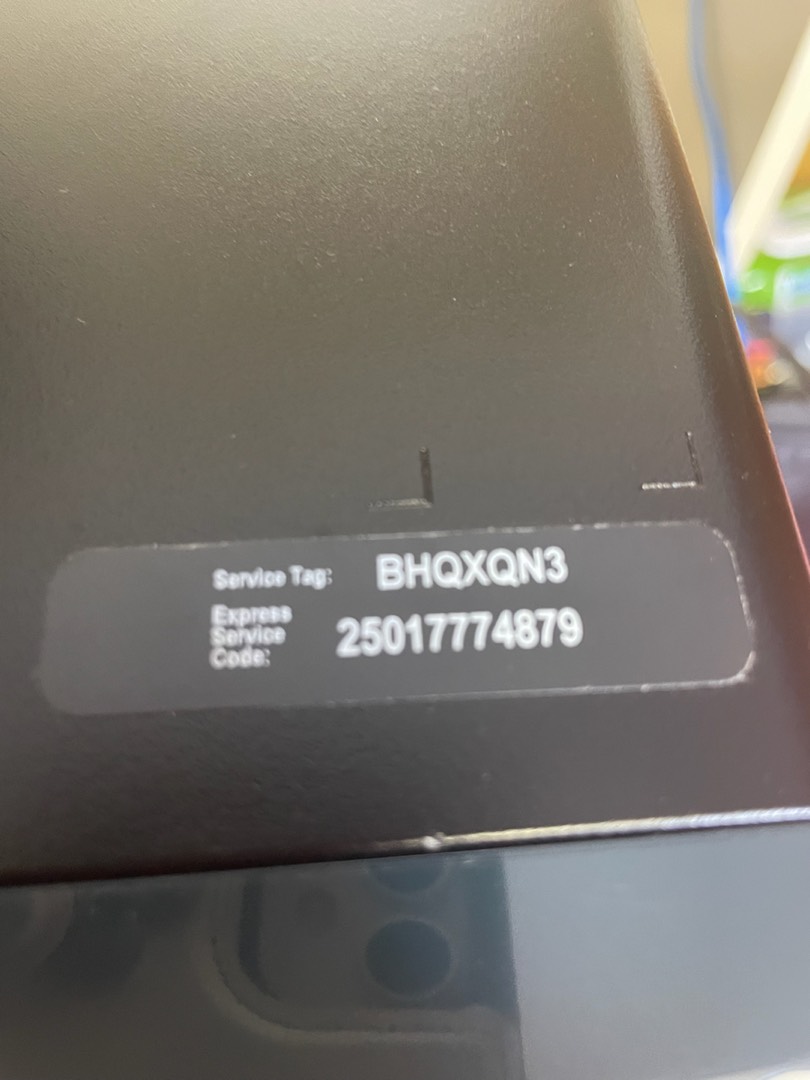 Service Tag: BHQXQN3
Express
Service
Code: 25017774879